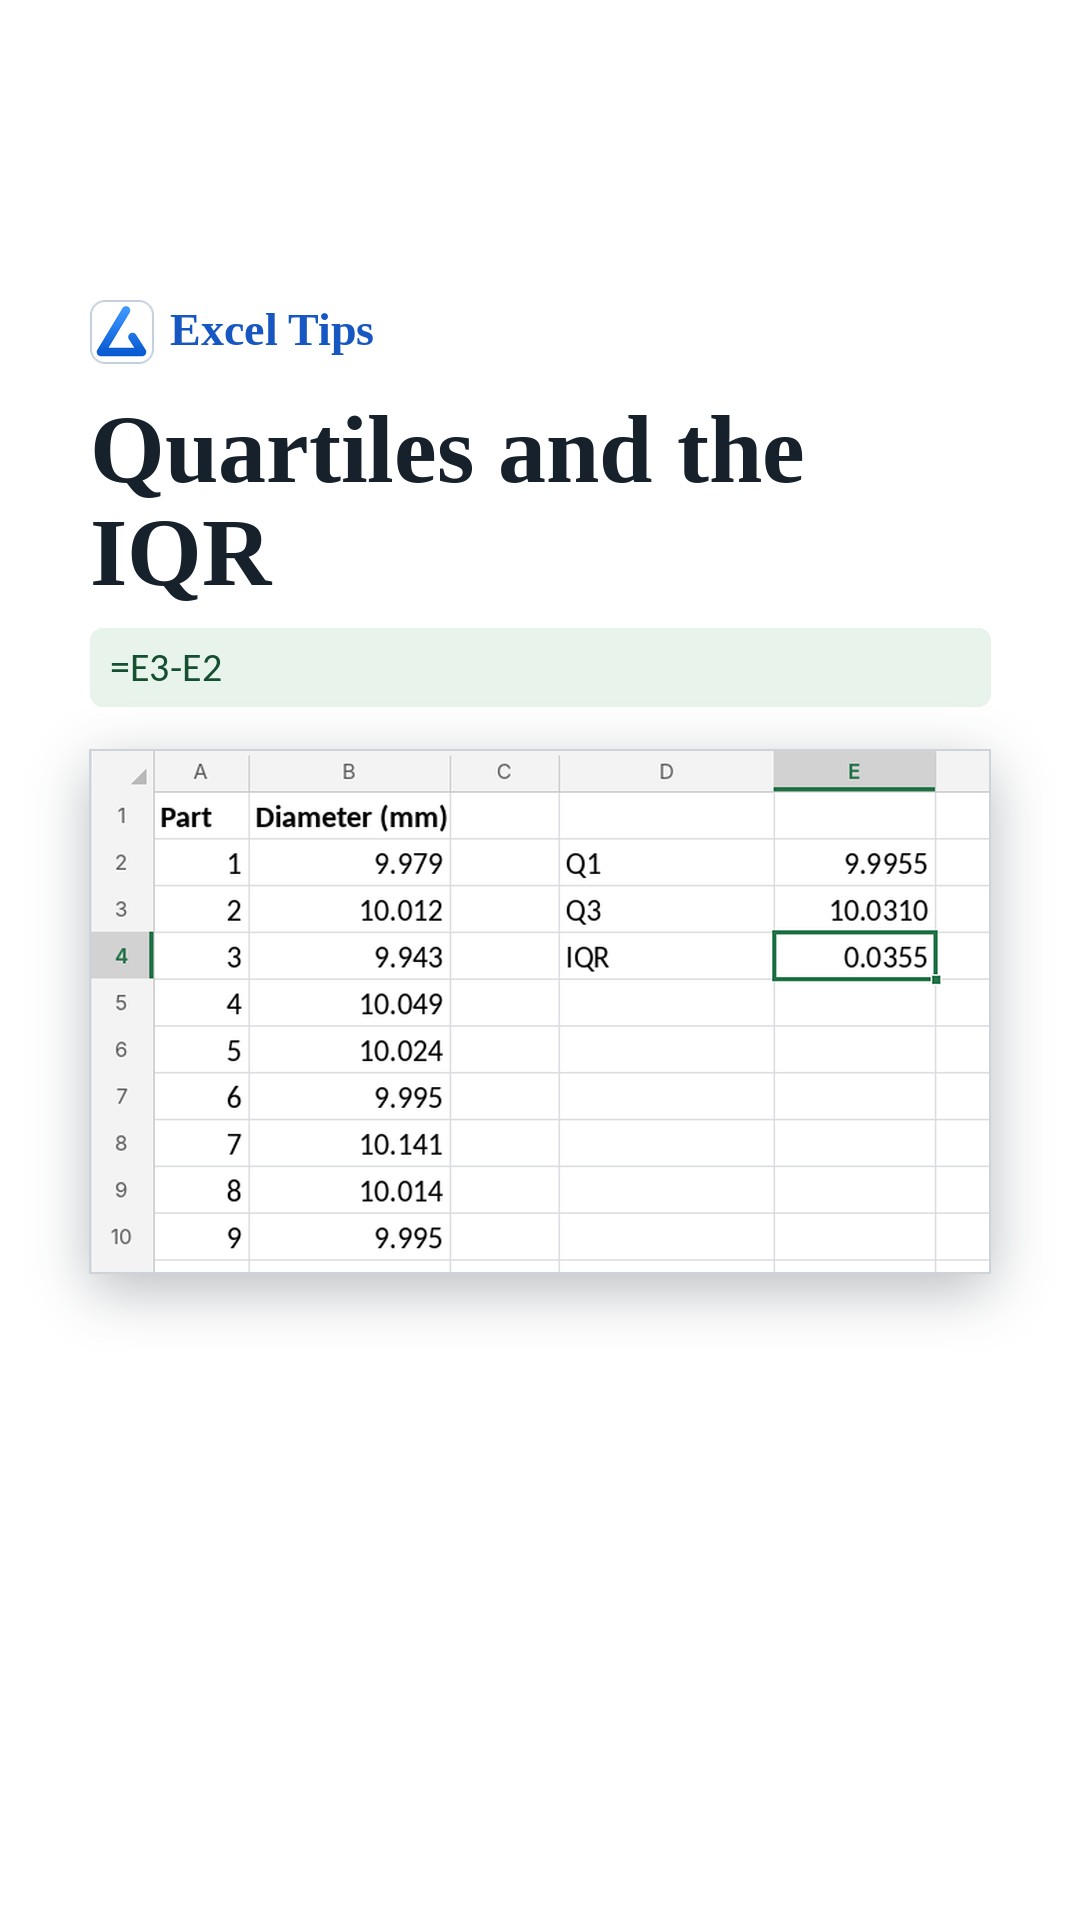 Excel Tips
Quartiles and the
IQR
=E3-E2
A B C D E
1 Part Diameter (mm)
2 1 9.979 Q1 9.9955
3 2 10.012 Q3 10.0310
4 3 9.943 IQR 0.0355
5 4 10.049
6 5 10.024
7 6 9.995
8 7 10.141
9 8 10.014
10 9 9.995